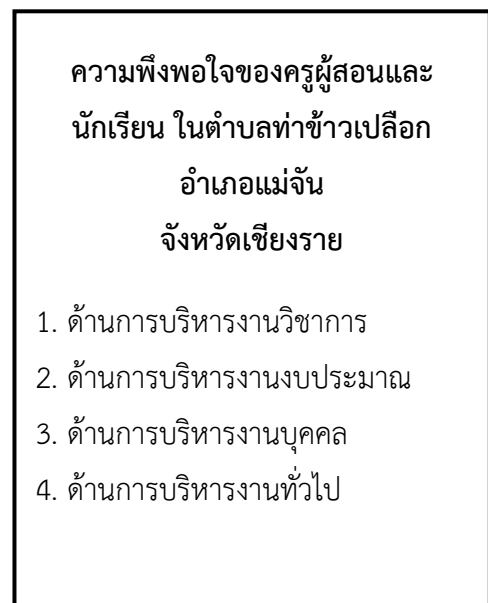 ความพึงพอใจของครูผู้สอนและ
นักเรียน ในตำบลท่าข้าวเปลือก
อำเภอแม่จัน
จังหวัดเชียงราย
1. ด้านการบริหารงานวิชาการ
2. ด้านการบริหารงานงบประมาณ
3. ด้านการบริหารงานบุคคล
4. ด้านการบริหารงานทั่วไป